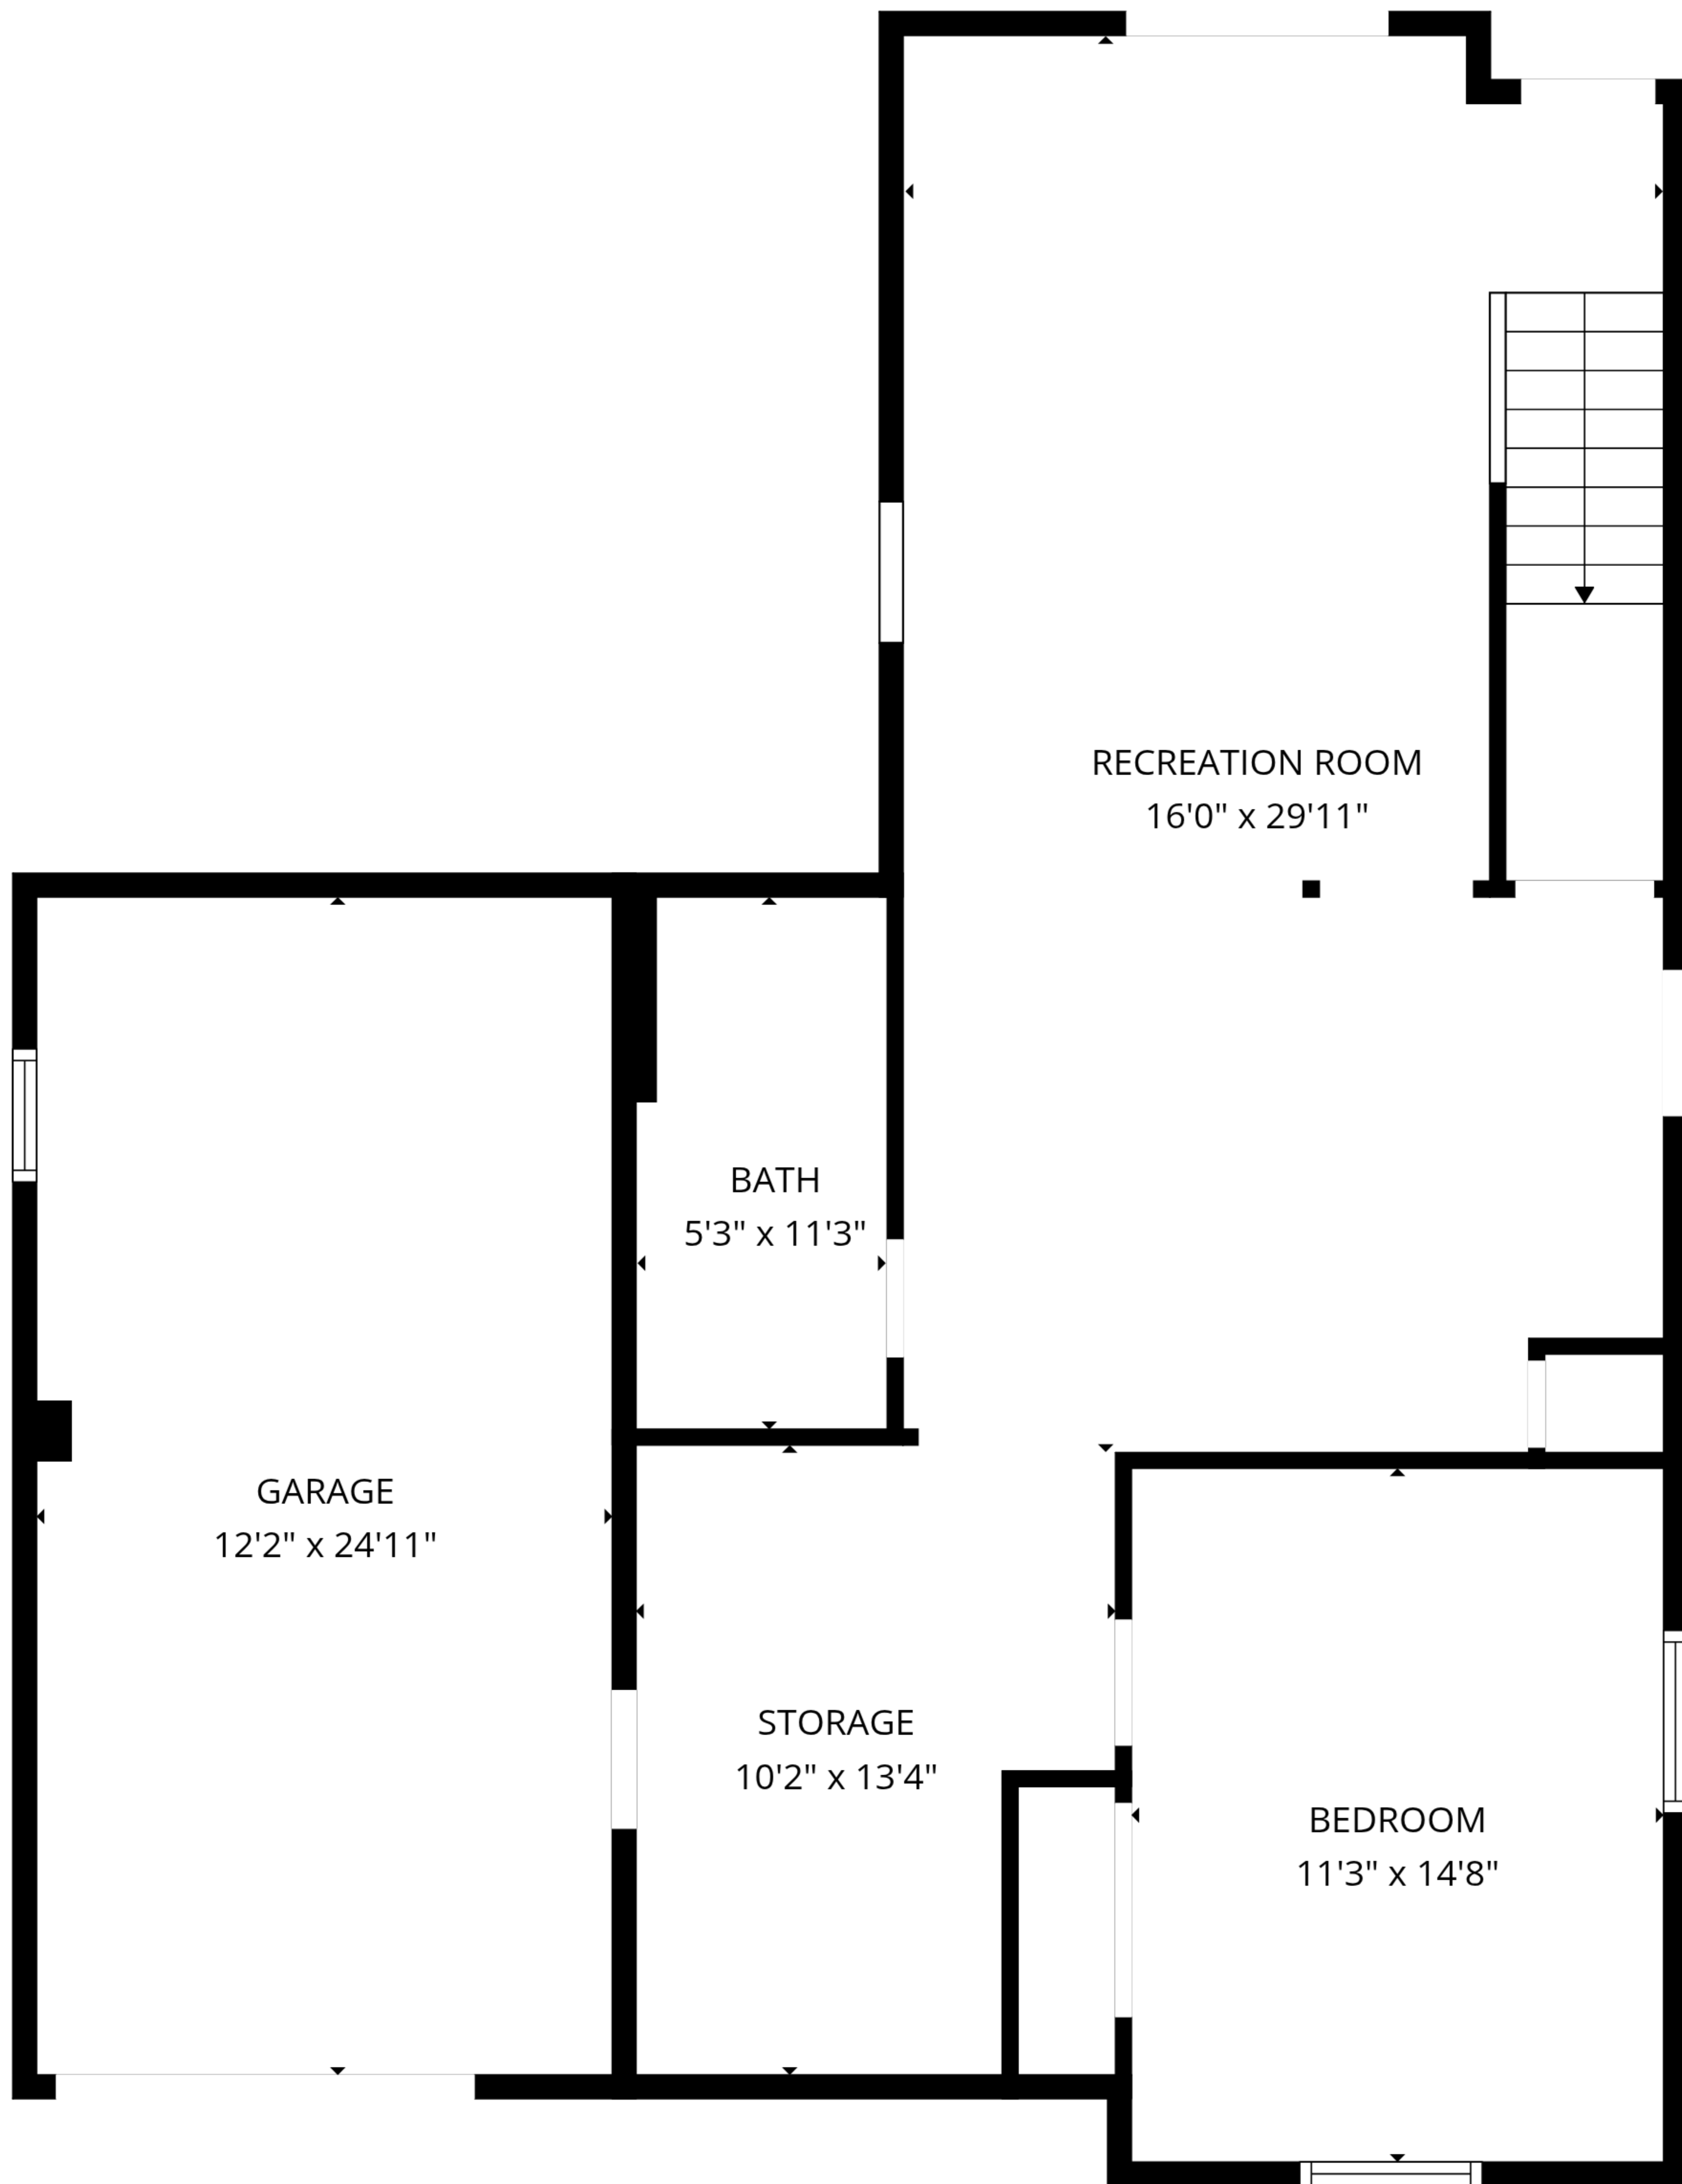 RECREATION ROOM
16'0" x 29'11"
BATH
5'3" x 11'3"
GARAGE
12'2" x 24'11"
STORAGE
10'2" x 13'4"
BEDROOM
11'3" x 14'8"